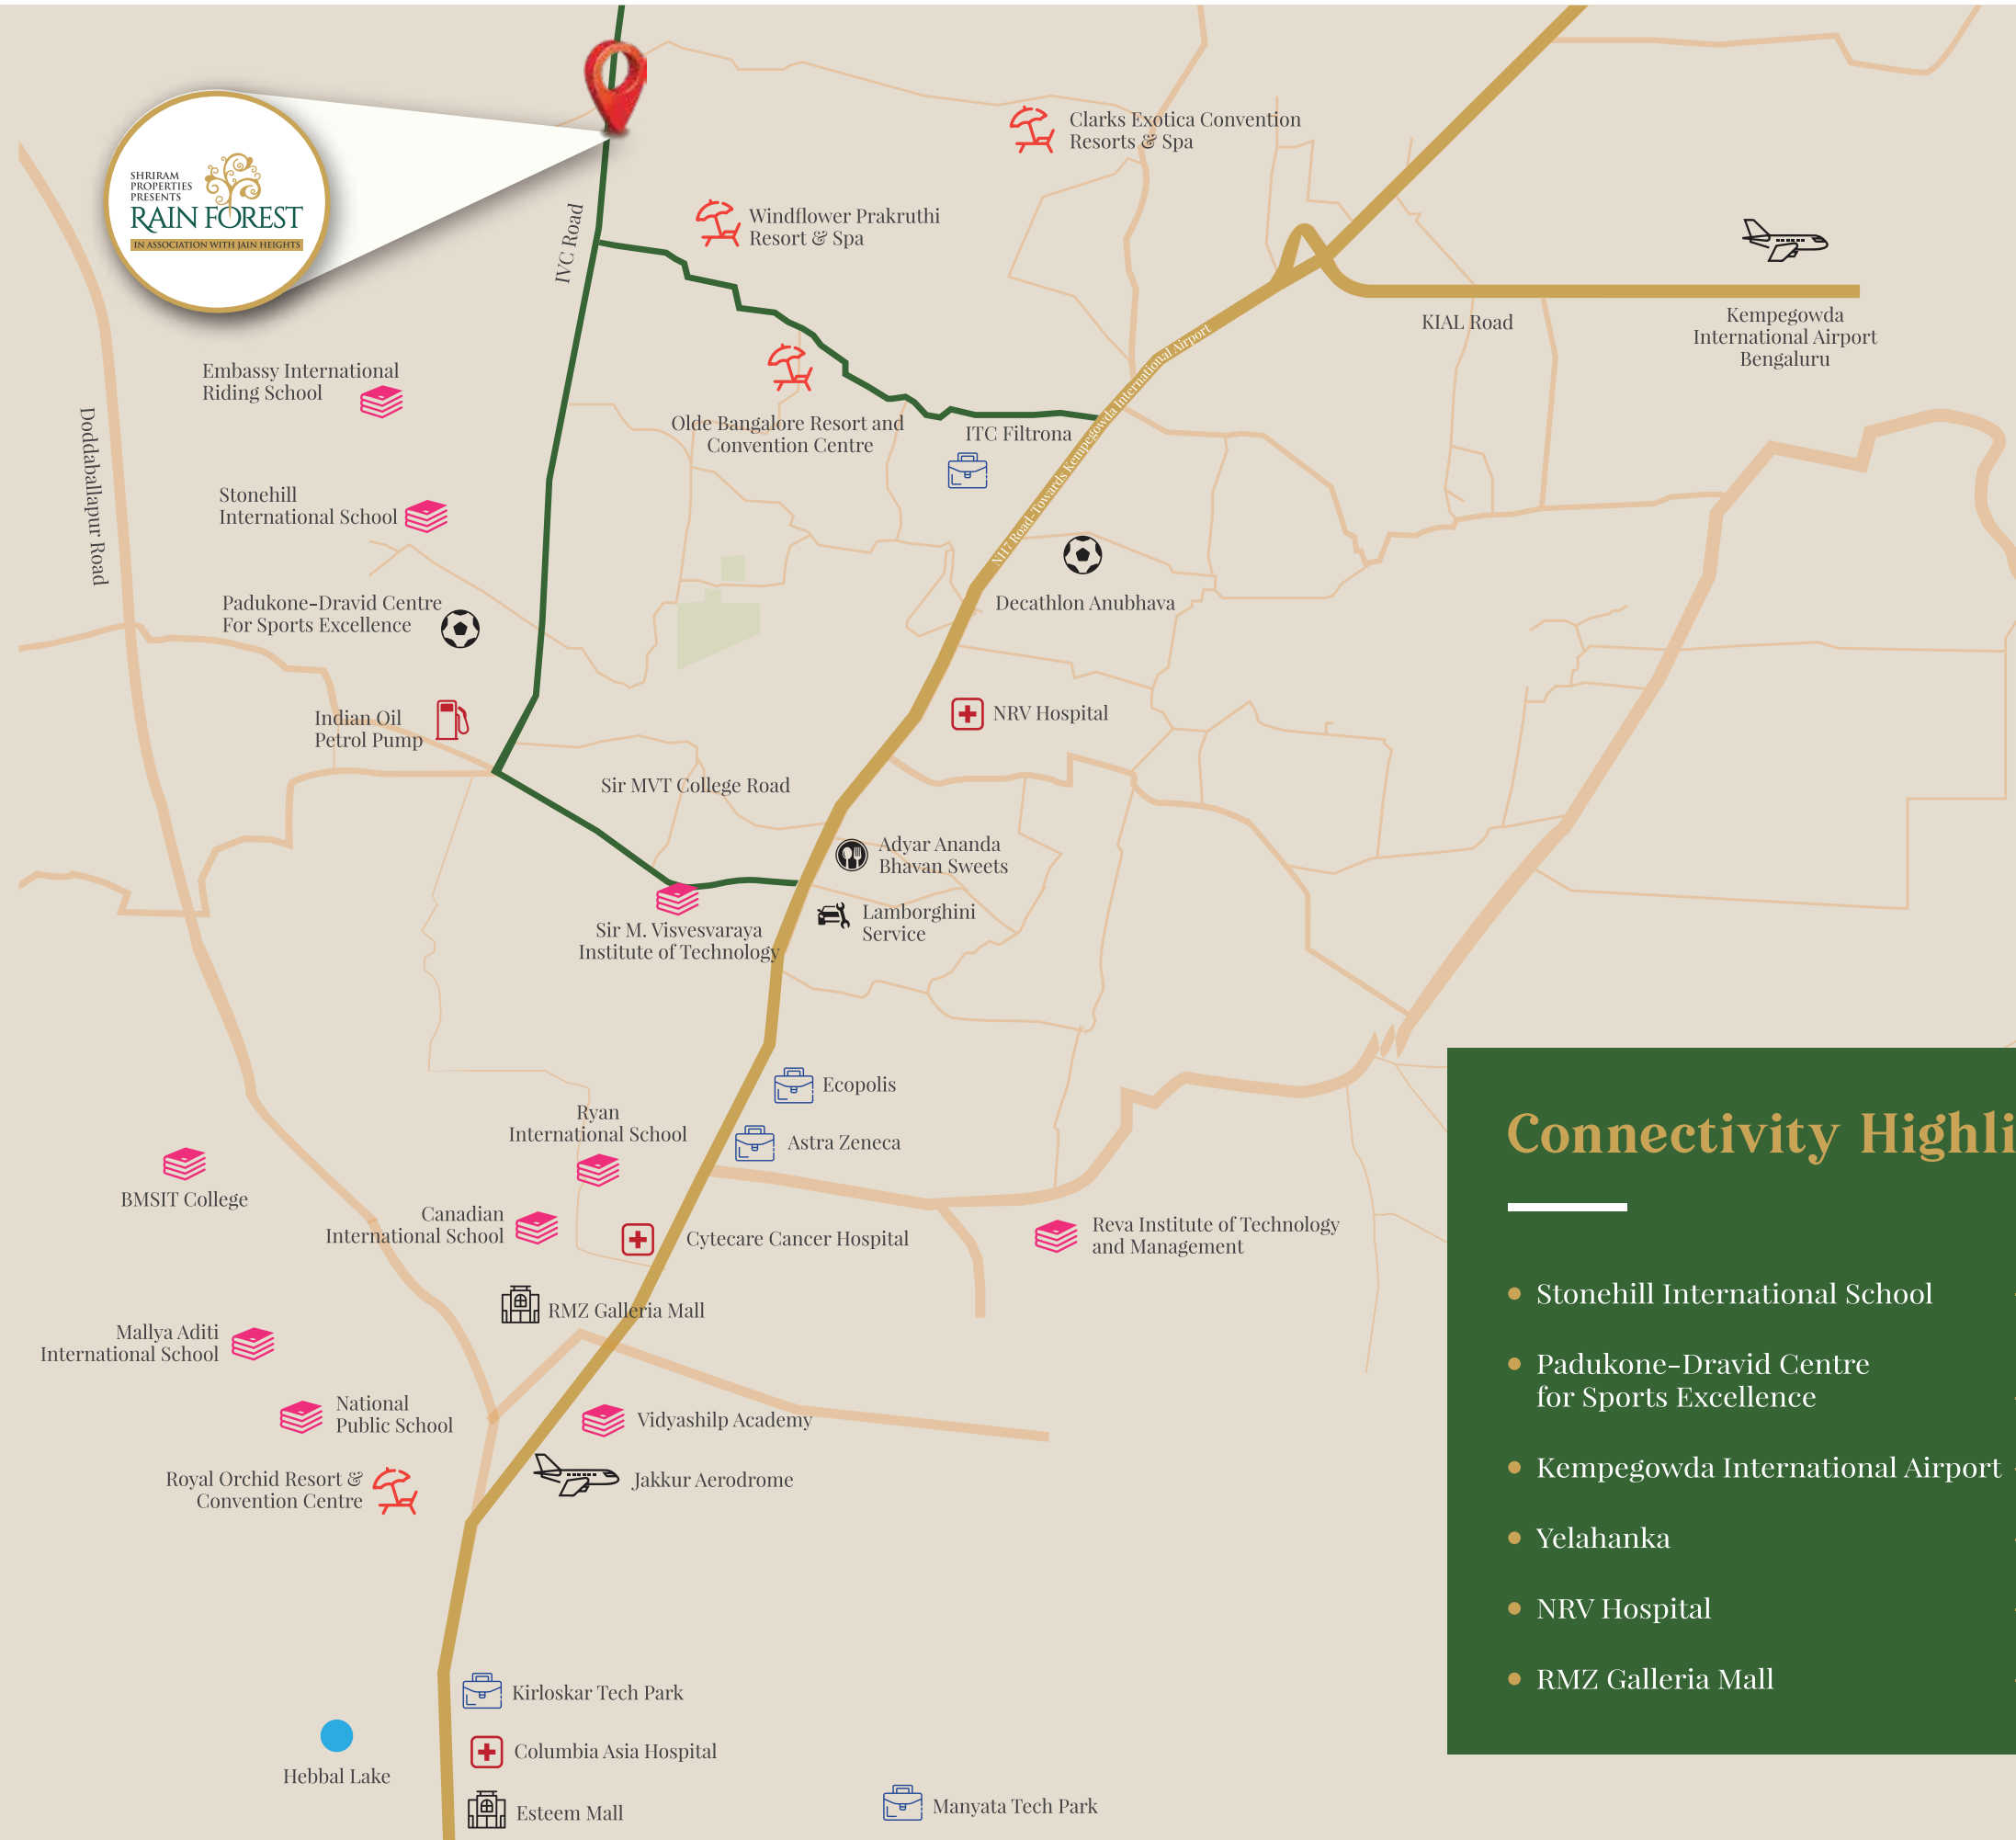 SHRIRAM
PROPERTIES
PRESENTS
RAIN FOREST
IN ASSOCIATION WITH JAIN HEIGHTS
Clarks Exotica Convention
Resorts & Spa
Windflower Prakruthi
Resort & Spa
IVC Road
KIAL Road
Kempegowda
International Airport
Bengaluru
NH7 Road-Towards Kempegowda International Airport
Embassy International
Riding School
Doddaballapur Road
Olde Bangalore Resort and
Convention Centre
ITC Filtrona
Stonehill
International School
Padukone-Dravid Centre
For Sports Excellence
Decathlon Anubhava
Indian Oil
Petrol Pump
NRV Hospital
Sir MVT College Road
Adyar Ananda
Bhavan Sweets
Lamborghini
Service
Sir M. Visvesvaraya
Institute of Technology
Ecopolis
Ryan
International School
Astra Zeneca
BMSIT College
Canadian
International School
Cytecare Cancer Hospital
Reva Institute of Technology
and Management
RMZ Galleria Mall
Mallya Aditi
International School
National
Public School
Vidyashilp Academy
Royal Orchid Resort &
Convention Centre
Jakkur Aerodrome
Kirloskar Tech Park
Columbia Asia Hospital
Hebbal Lake
Esteem Mall
Manyata Tech Park
Connectivity Highli
Stonehill International School
Padukone-Dravid Centre
for Sports Excellence
Kempegowda International Airport
Yelahanka
NRV Hospital
RMZ Galleria Mall